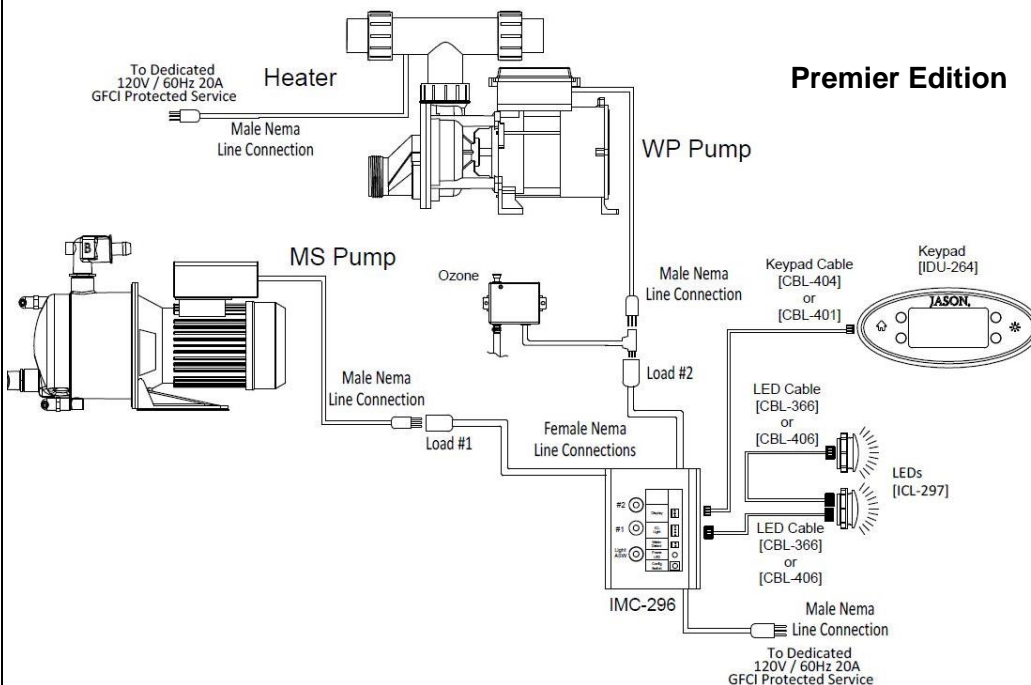 Premier Edition
To Dedicated
120V / 60Hz 20A
GFCI Protected Service
Heater
Male Nema
Line Connection
WP Pump
MS Pump
B
Ozone
Male Nema
Line Connection
Keypad Cable
[CBL-404]
or
[CBL-401]
Keypad
[IDU-264]
JASON.
Male Nema
Line Connection
Load #1
Load #2
Female Nema
Line Connections
LED Cable
[CBL-366]
or
[CBL-406]
LEDs
[ICL-297]
LED Cable
[CBL-366]
or
[CBL-406]
#2
#1
Light
Display
Light
Config
IMC-296
Male Nema
Line Connection
To Dedicated
120V / 60Hz 20A
GFCI Protected Service